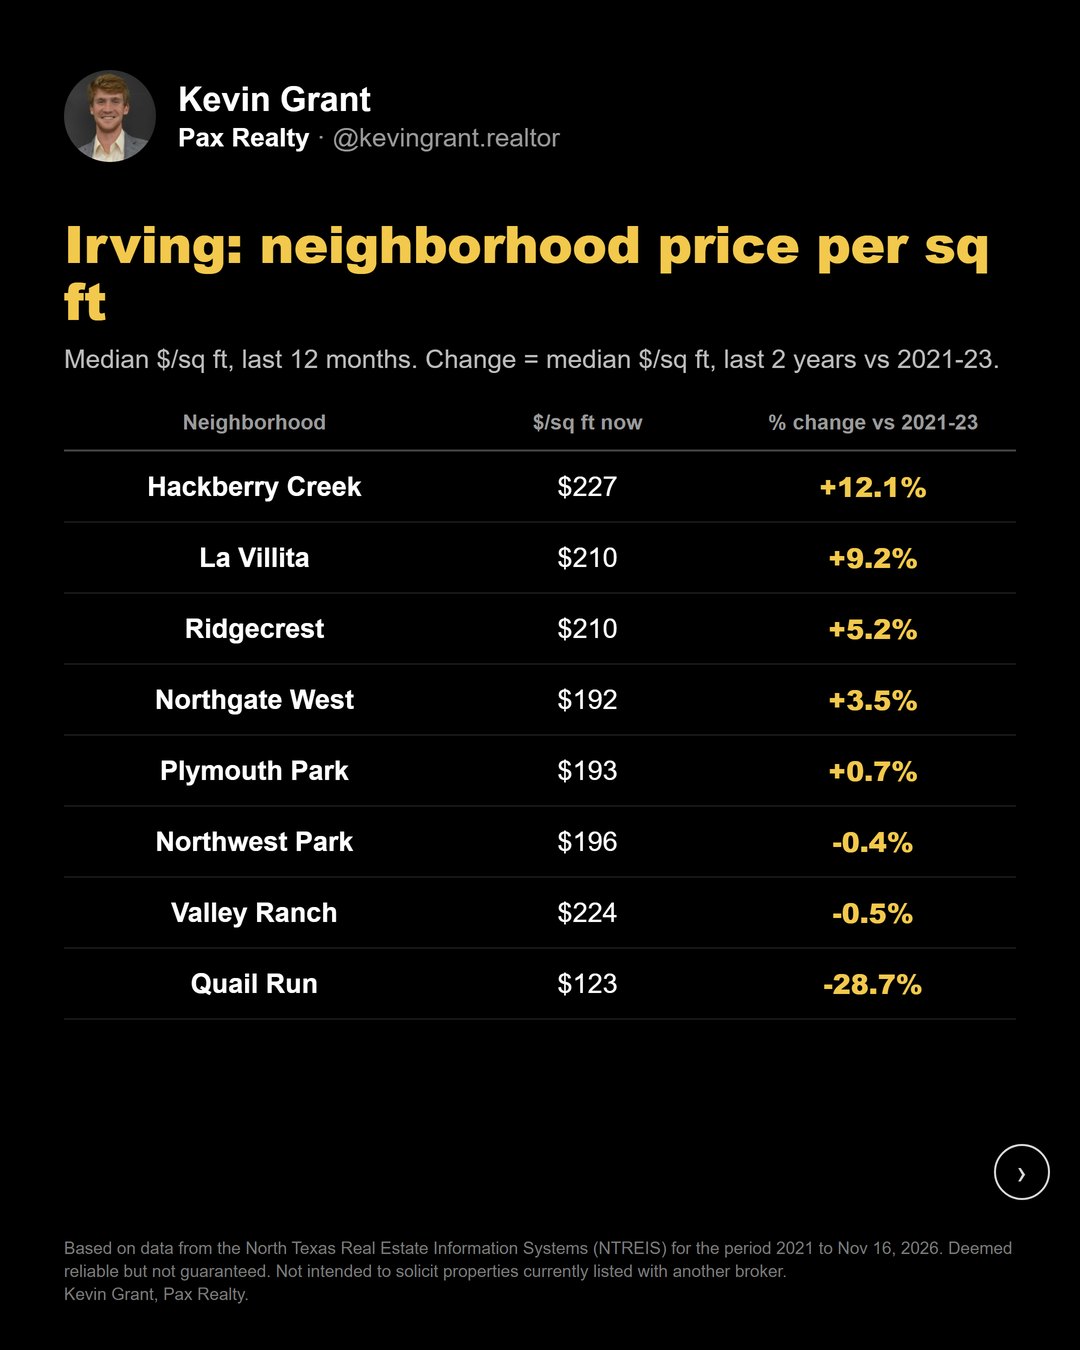 Kevin Grant
Pax Realty · @kevingrant.realtor
Irving: neighborhood price per sq
ft
Median $/sq ft, last 12 months. Change = median $/sq ft, last 2 years vs 2021-23.
Neighborhood $/sq ft now % change vs 2021-23
Hackberry Creek $227 +12.1%
La Villita $210 +9.2%
Ridgecrest $210 +5.2%
Northgate West $192 +3.5%
Plymouth Park $193 +0.7%
Northwest Park $196 -0.4%
Valley Ranch $224 -0.5%
Quail Run $123 -28.7%
›
Based on data from the North Texas Real Estate Information Systems (NTREIS) for the period 2021 to Nov 16, 2026. Deemed
reliable but not guaranteed. Not intended to solicit properties currently listed with another broker.
Kevin Grant, Pax Realty.